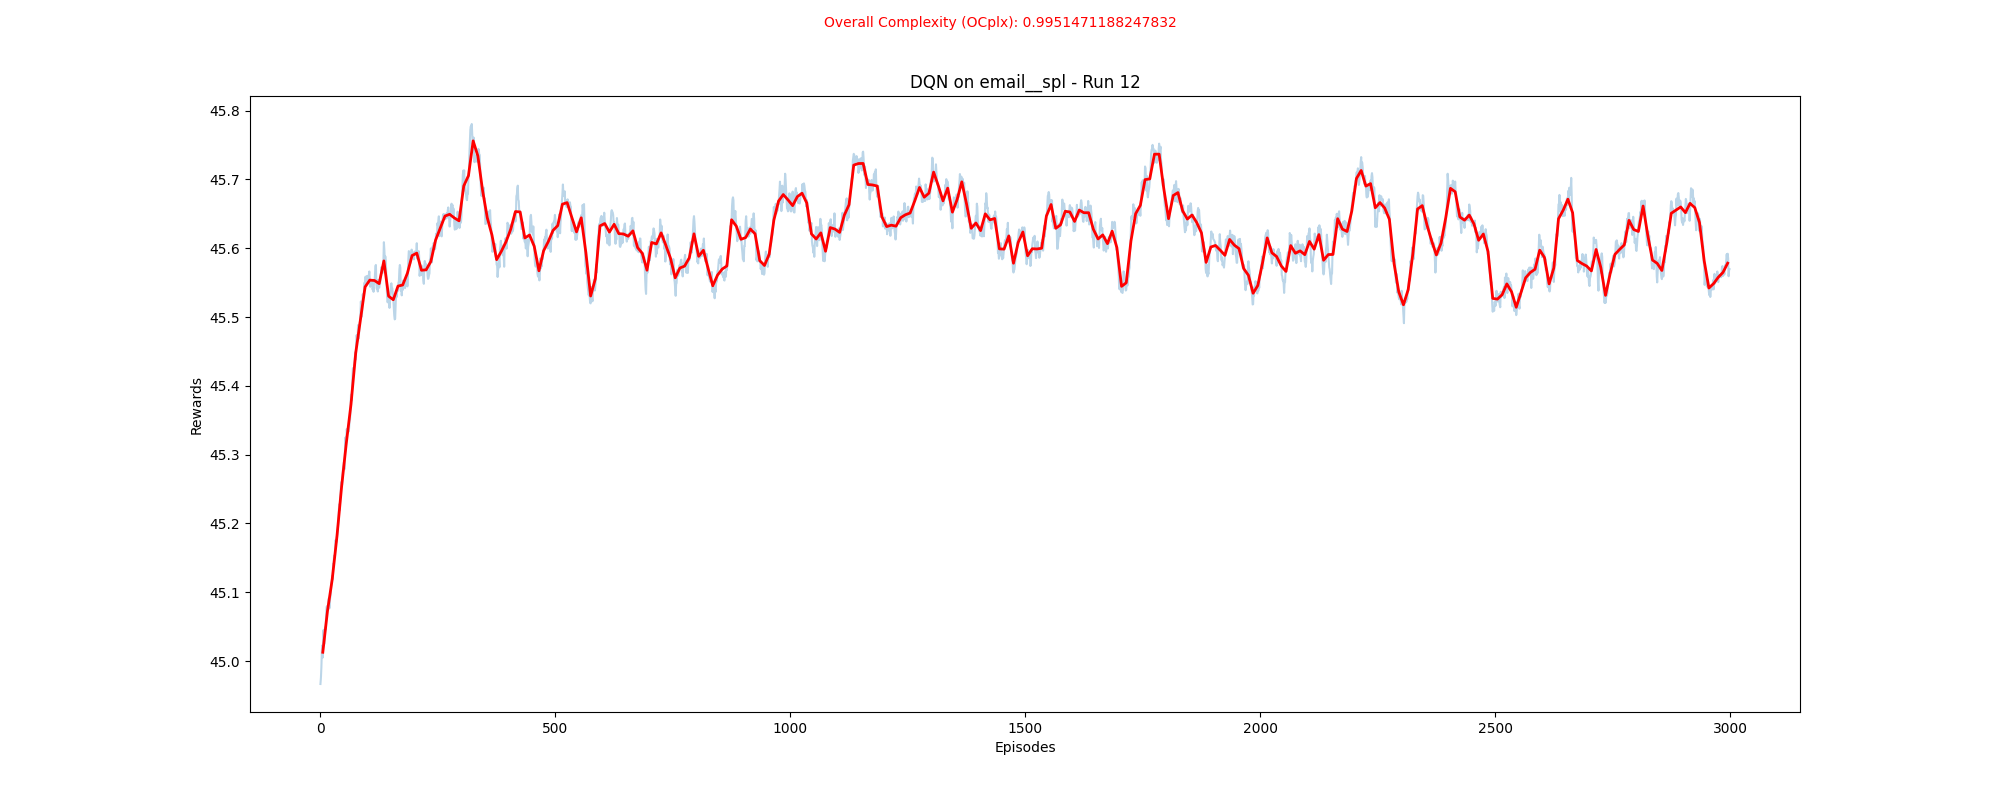 Overall Complexity (OCplx): 0.9951471188247832
DQN on email__spl - Run 12
45.8
45.7
45.6
45.5
45.4
45.3
45.2
45.1
45.0
Rewards
0 500 1000 1500 2000 2500 3000
Episodes